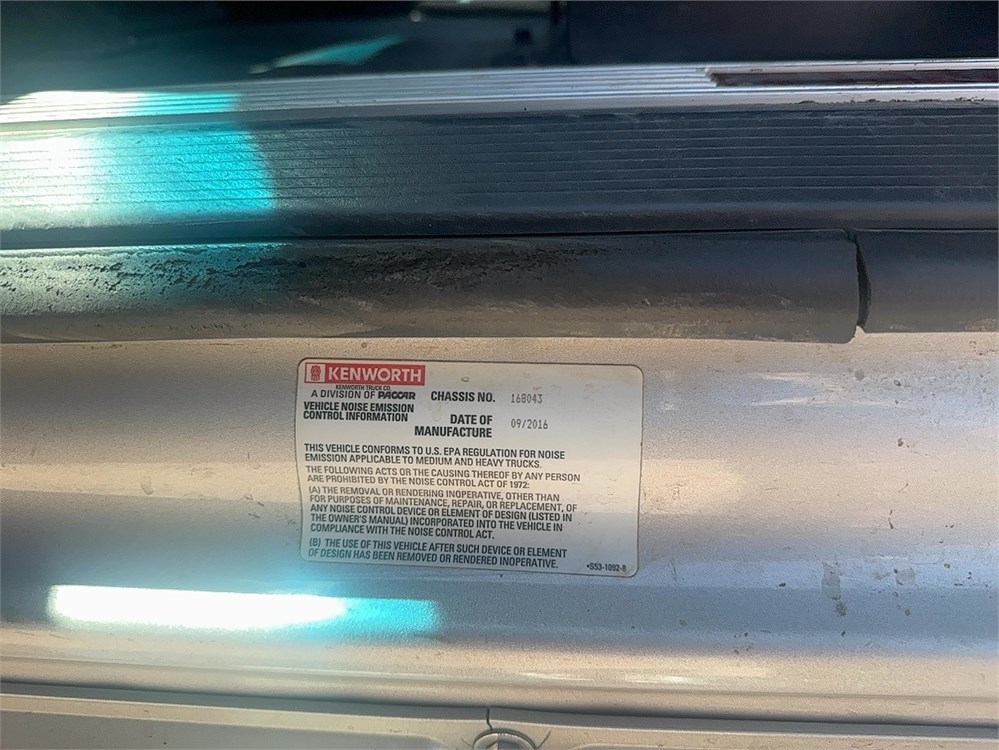 KENWORTH
KENWORTH TRUCK CO.
A DIVISION OF PACCAR
VEHICLE NOISE EMISSION
CONTROL INFORMATION
CHASSIS NO. 168043
DATE OF
MANUFACTURE 09/2016
THIS VEHICLE CONFORMS TO U.S. EPA REGULATION FOR NOISE
EMISSION APPLICABLE TO MEDIUM AND HEAVY TRUCKS.
THE FOLLOWING ACTS OR THE CAUSING THEREOF BY ANY PERSON
ARE PROHIBITED BY THE NOISE CONTROL ACT OF 1972:
(A) THE REMOVAL OR RENDERING INOPERATIVE, OTHER THAN
FOR PURPOSES OF MAINTENANCE, REPAIR, OR REPLACEMENT, OF
ANY NOISE CONTROL DEVICE OR ELEMENT OF DESIGN (LISTED IN
THE OWNER'S MANUAL) INCORPORATED INTO THE VEHICLE IN
COMPLIANCE WITH THE NOISE CONTROL ACT.
(B) THE USE OF THIS VEHICLE AFTER SUCH DEVICE OR ELEMENT
OF DESIGN HAS BEEN REMOVED OR RENDERED INOPERATIVE.
•S53-1092-B